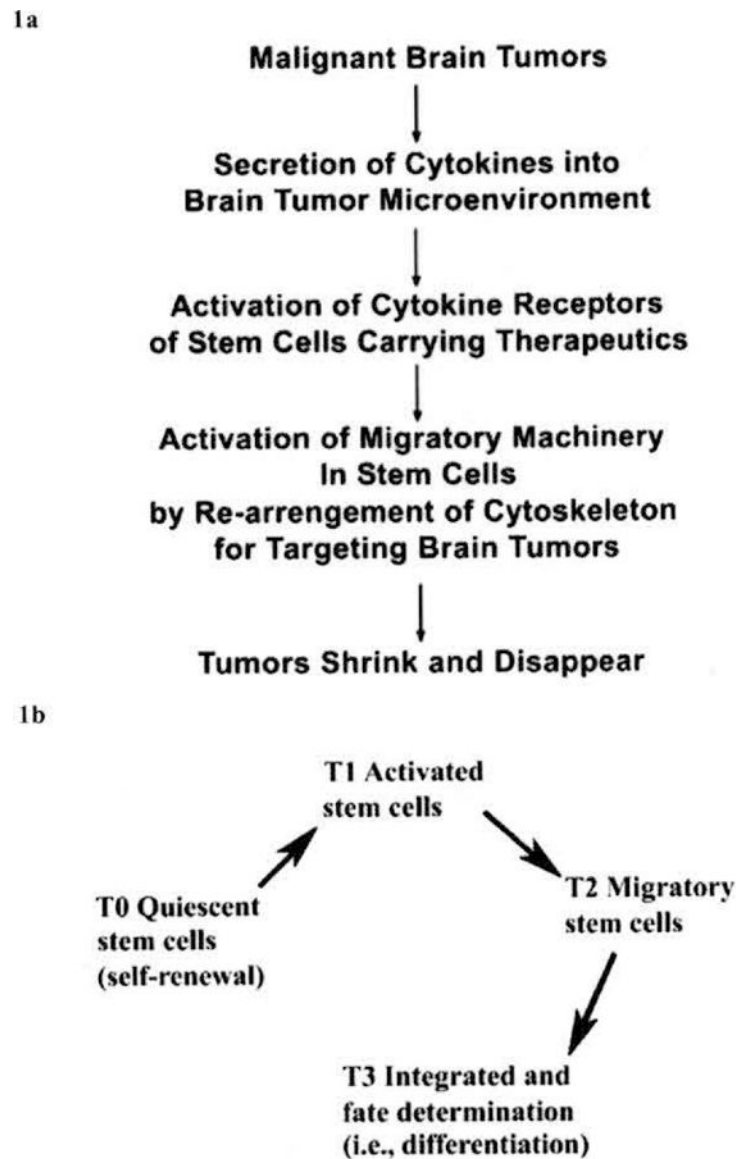 1a
Malignant Brain Tumors
Secretion of Cytokines into
Brain Tumor Microenvironment
Activation of Cytokine Receptors
of Stem Cells Carrying Therapeutics
Activation of Migratory Machinery
In Stem Cells
by Re-arrengement of Cytoskeleton
for Targeting Brain Tumors
Tumors Shrink and Disappear
1b
T1 Activated
stem cells
T0 Quiescent
stem cells
(self-renewal)
T2 Migratory
stem cells
T3 Integrated and
fate determination
(i.e., differentiation)